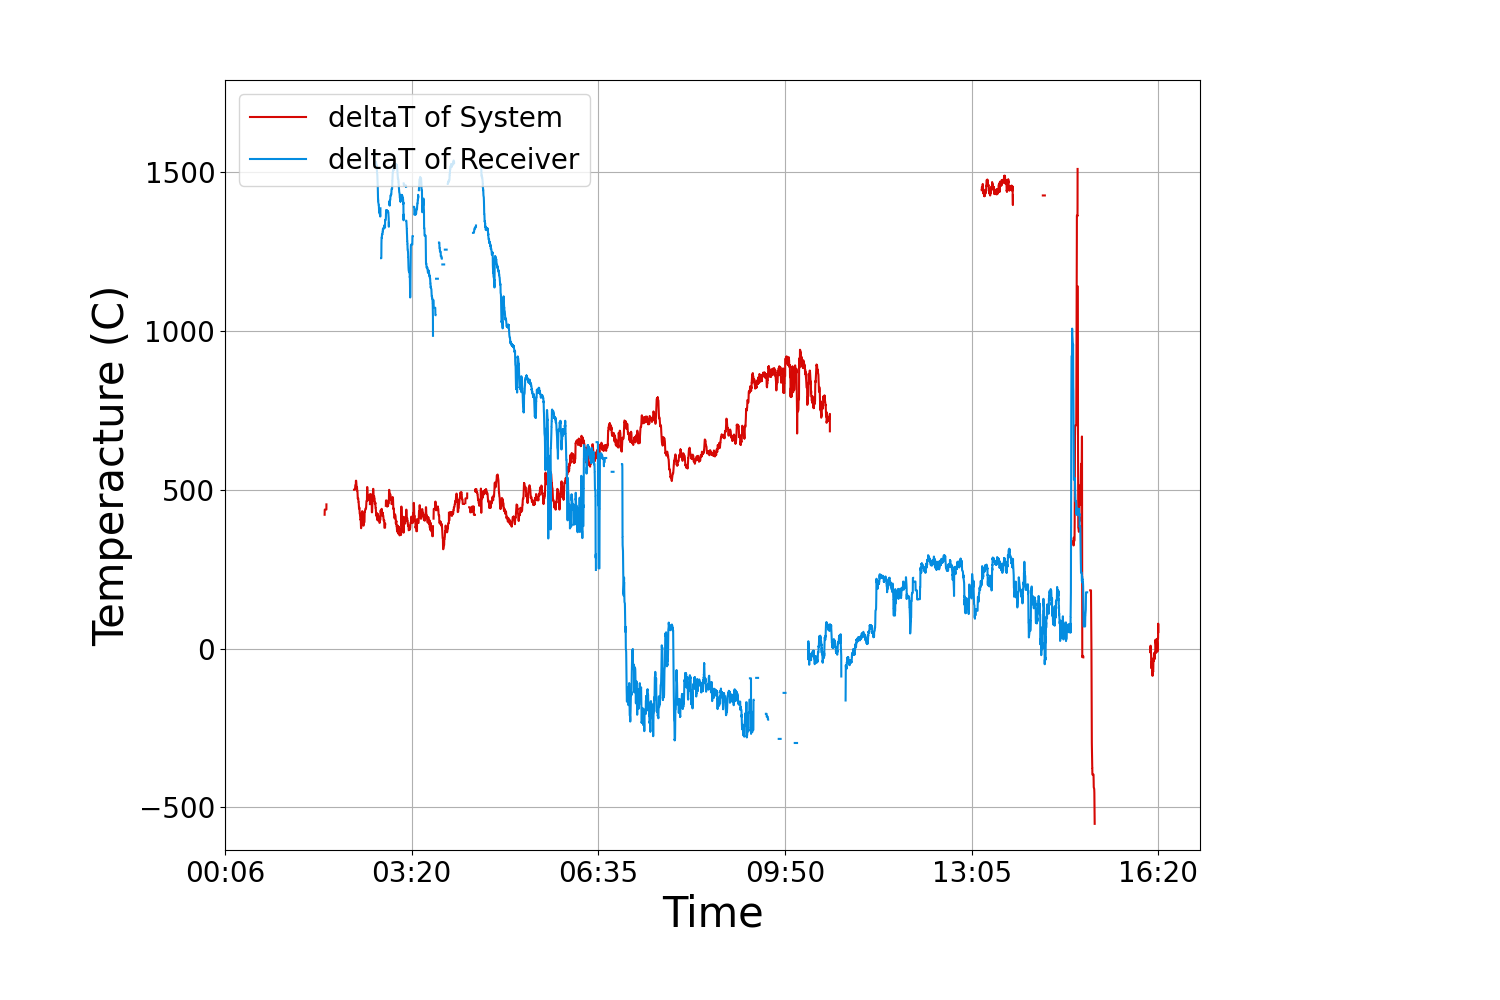 deltaT of System
deltaT of Receiver
1500
1000
500
0
−500
Temperacture (C)
00:06 03:20 06:35 09:50 13:05 16:20
Time